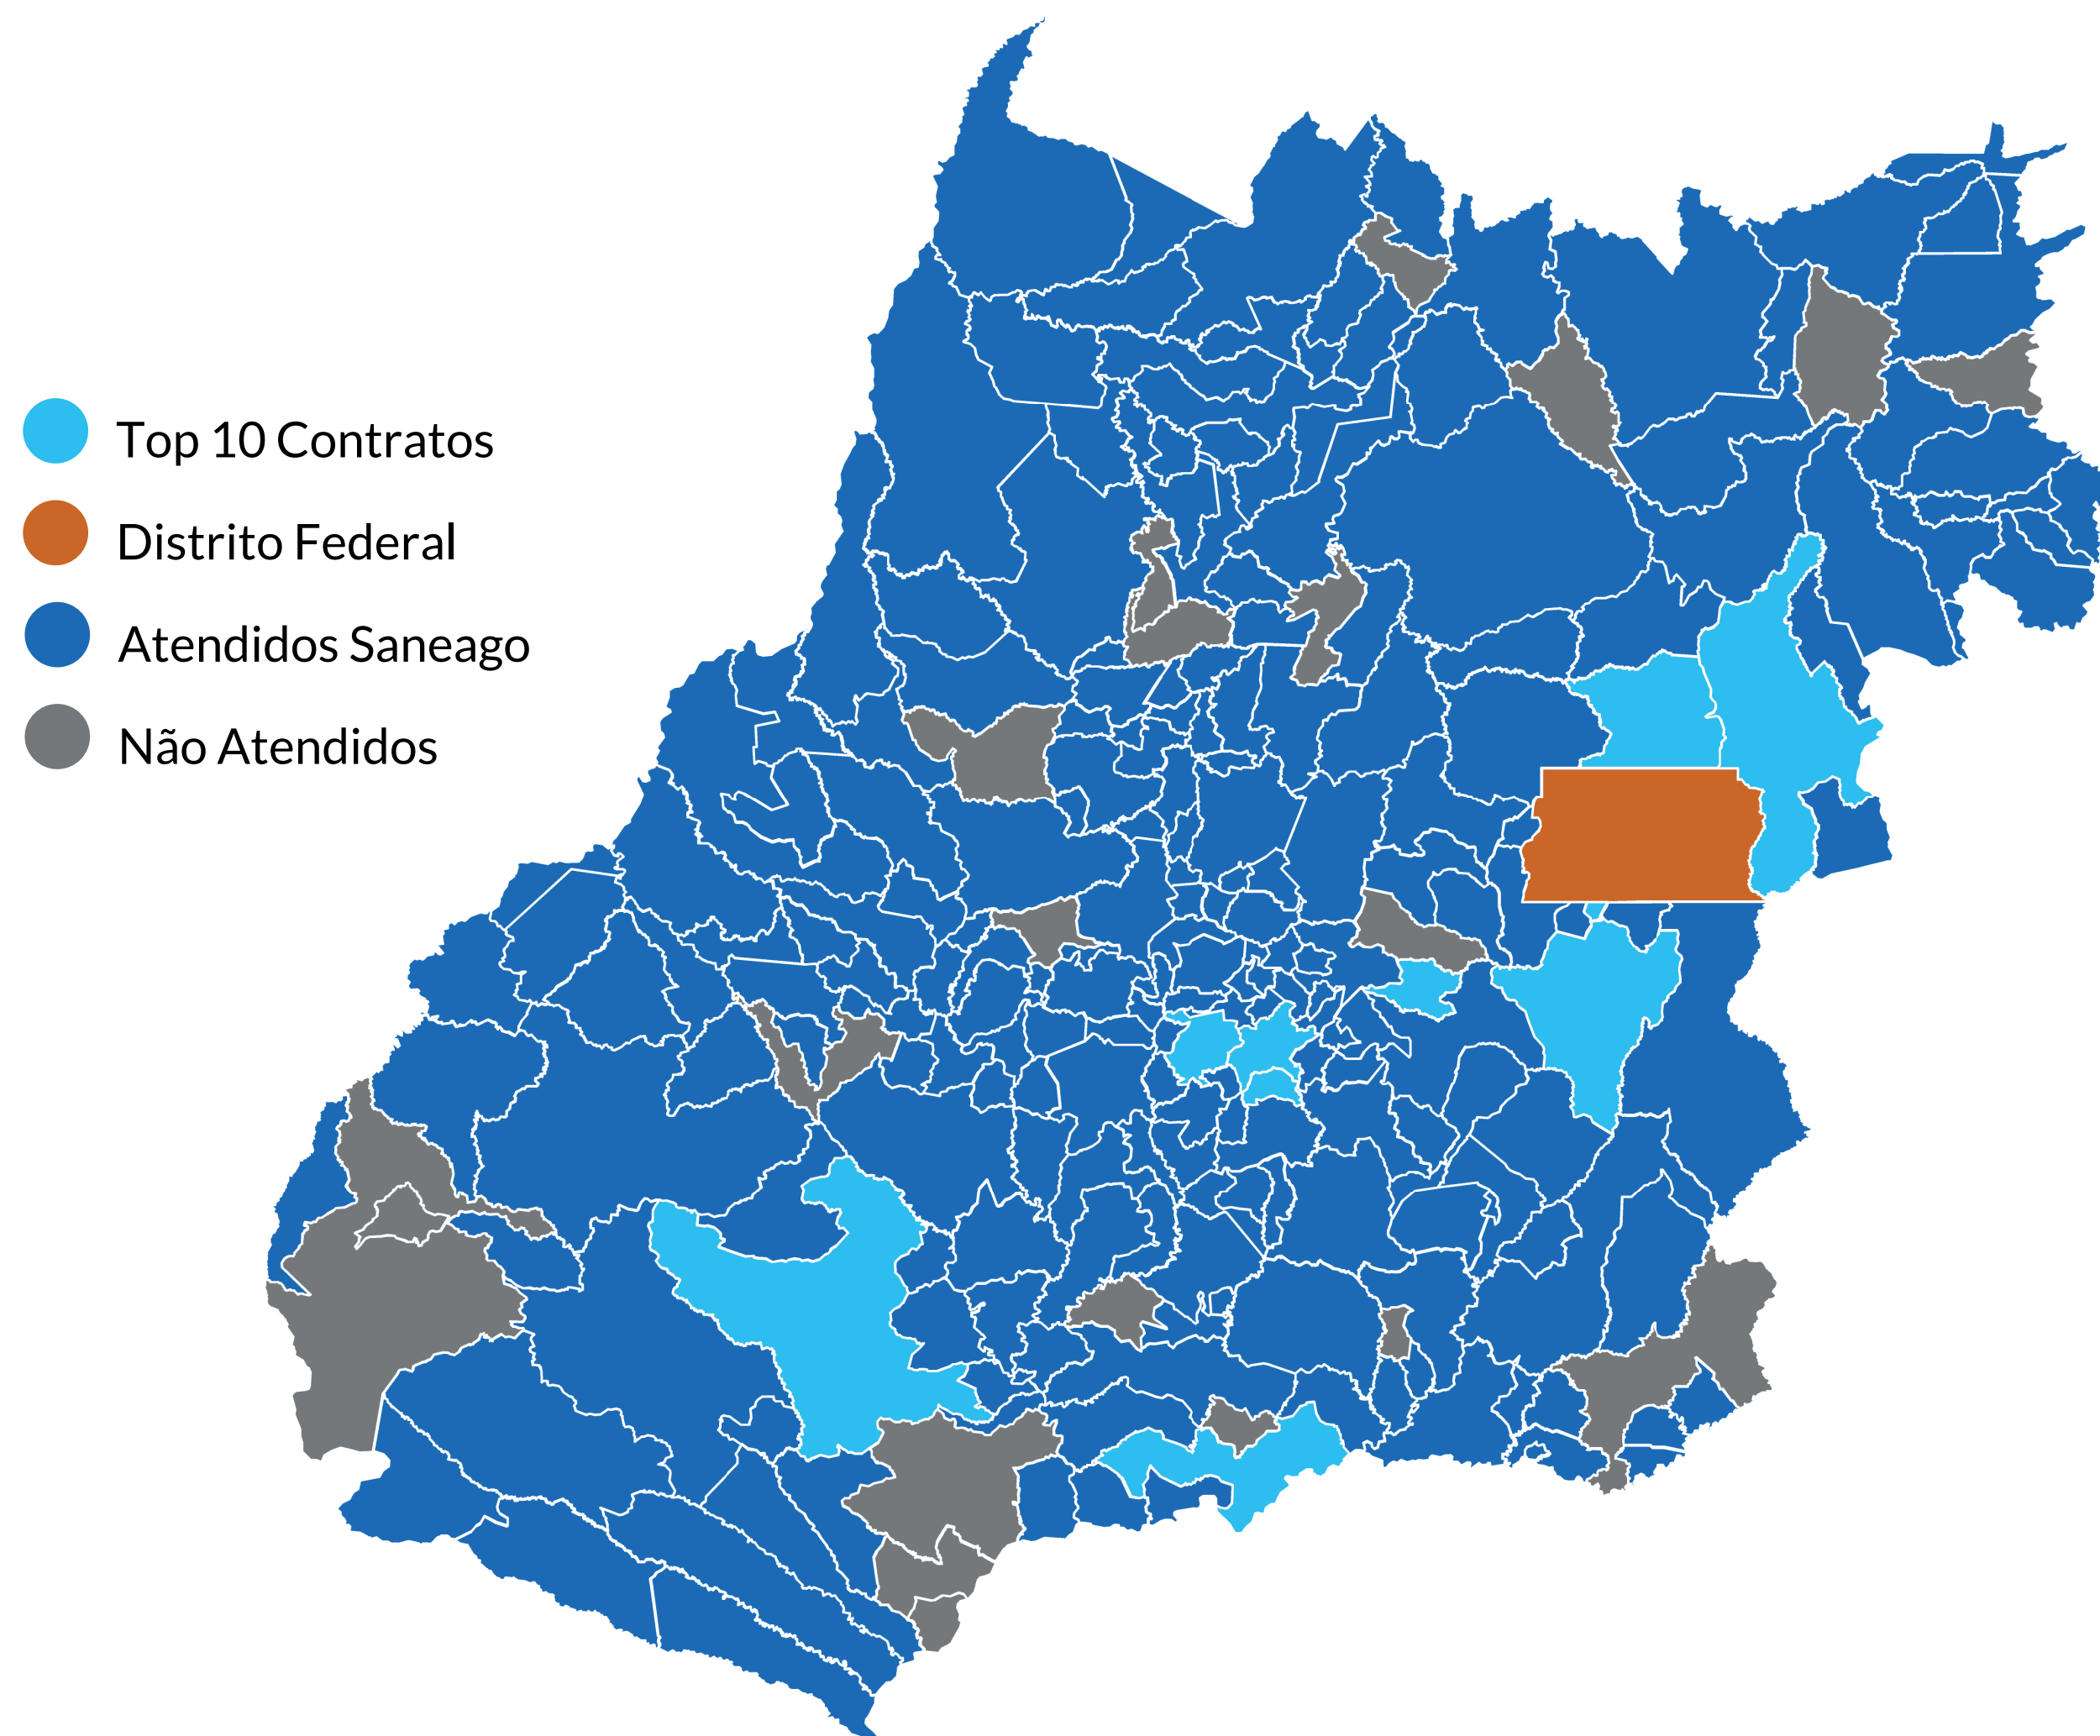 Top 10 Contratos
Distrito Federal
Atendidos Saneago
Não Atendidos